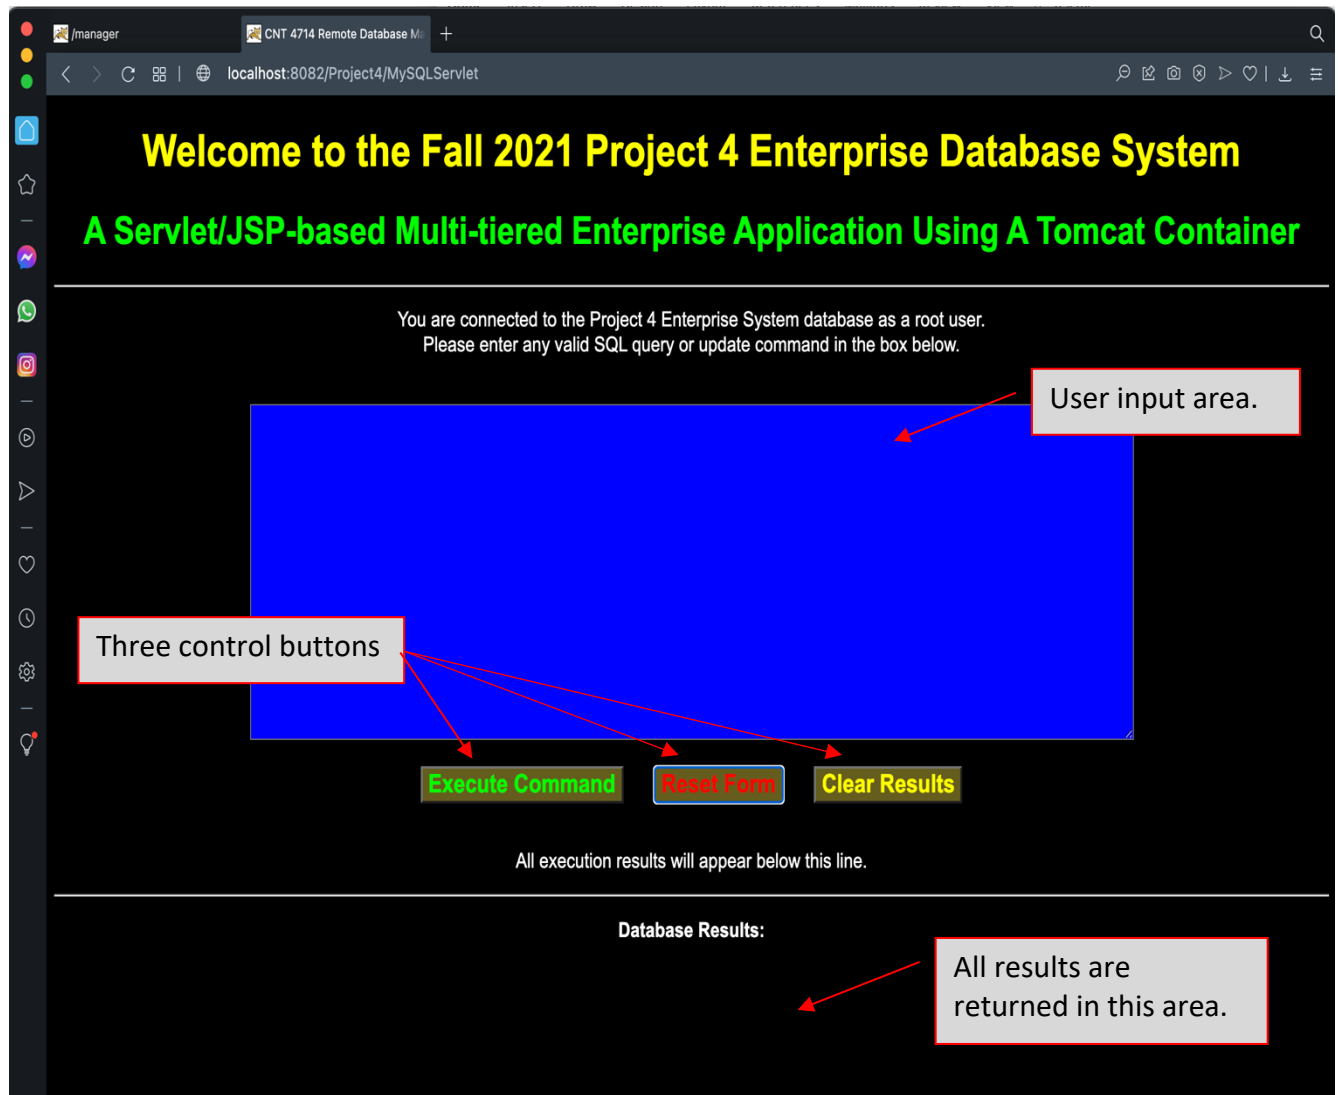 /manager
CNT 4714 Remote Database Ma
localhost:8082/Project4/MySQLServlet
Welcome to the Fall 2021 Project 4 Enterprise Database System
A Servlet/JSP-based Multi-tiered Enterprise Application Using A Tomcat Container
You are connected to the Project 4 Enterprise System database as a root user.
Please enter any valid SQL query or update command in the box below.
User input area.
Three control buttons
Execute Command
Reset Form
Clear Results
All execution results will appear below this line.
Database Results:
All results are
returned in this area.